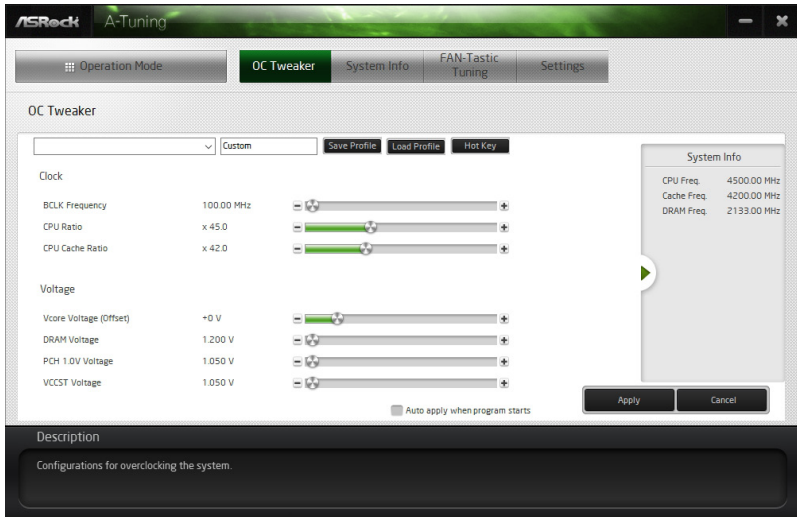 ASRock A-Tuning
Operation Mode
OC Tweaker
System Info
FAN-Tastic
Tuning
Settings
OC Tweaker
Custom
Save Profile
Load Profile
Hot Key
Clock
BCLK Frequency 100.00 MHz
CPU Ratio x 45.0
CPU Cache Ratio x 42.0
Voltage
Vcore Voltage (Offset) +0 V
DRAM Voltage 1.200 V
PCH 1.0V Voltage 1.050 V
VCCST Voltage 1.050 V
Auto apply when program starts
System Info
CPU Freq. 4500.00 MHz
Cache Freq. 4200.00 MHz
DRAM Freq. 2133.00 MHz
Apply
Cancel
Description
Configurations for overclocking the system.